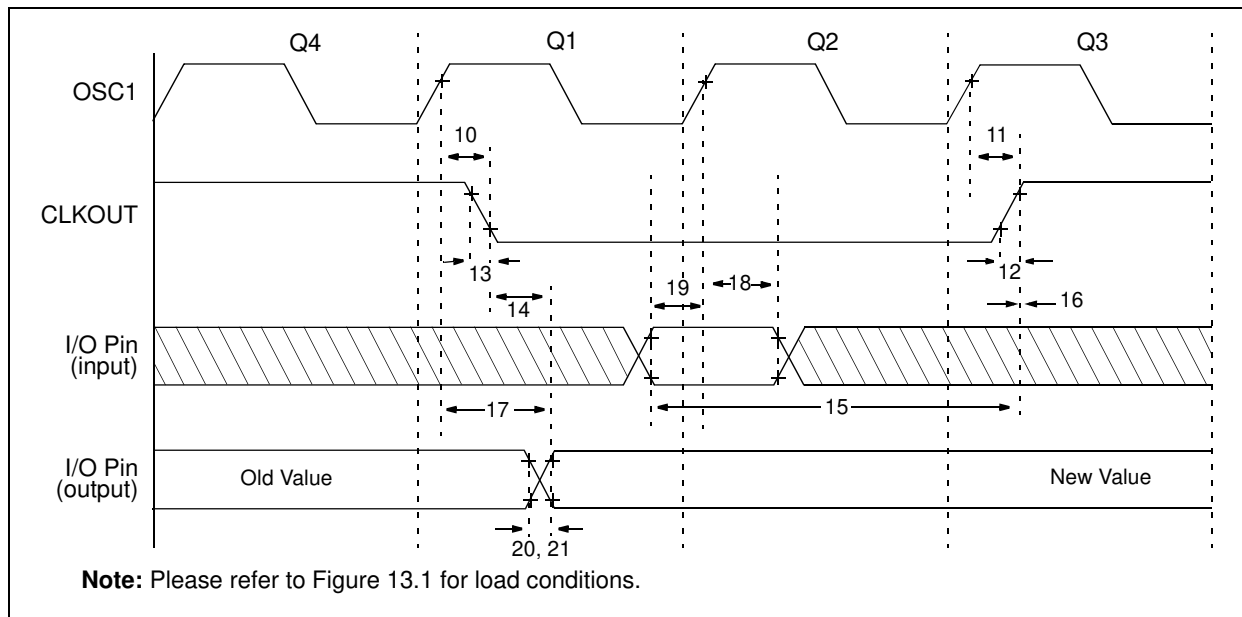 Q4 Q1 Q2 Q3
OSC1
10 11
CLKOUT
13 12
19 18
14 16
I/O Pin
(input)
17 15
I/O Pin
(output)
Old Value New Value
20, 21
Note: Please refer to Figure 13.1 for load conditions.